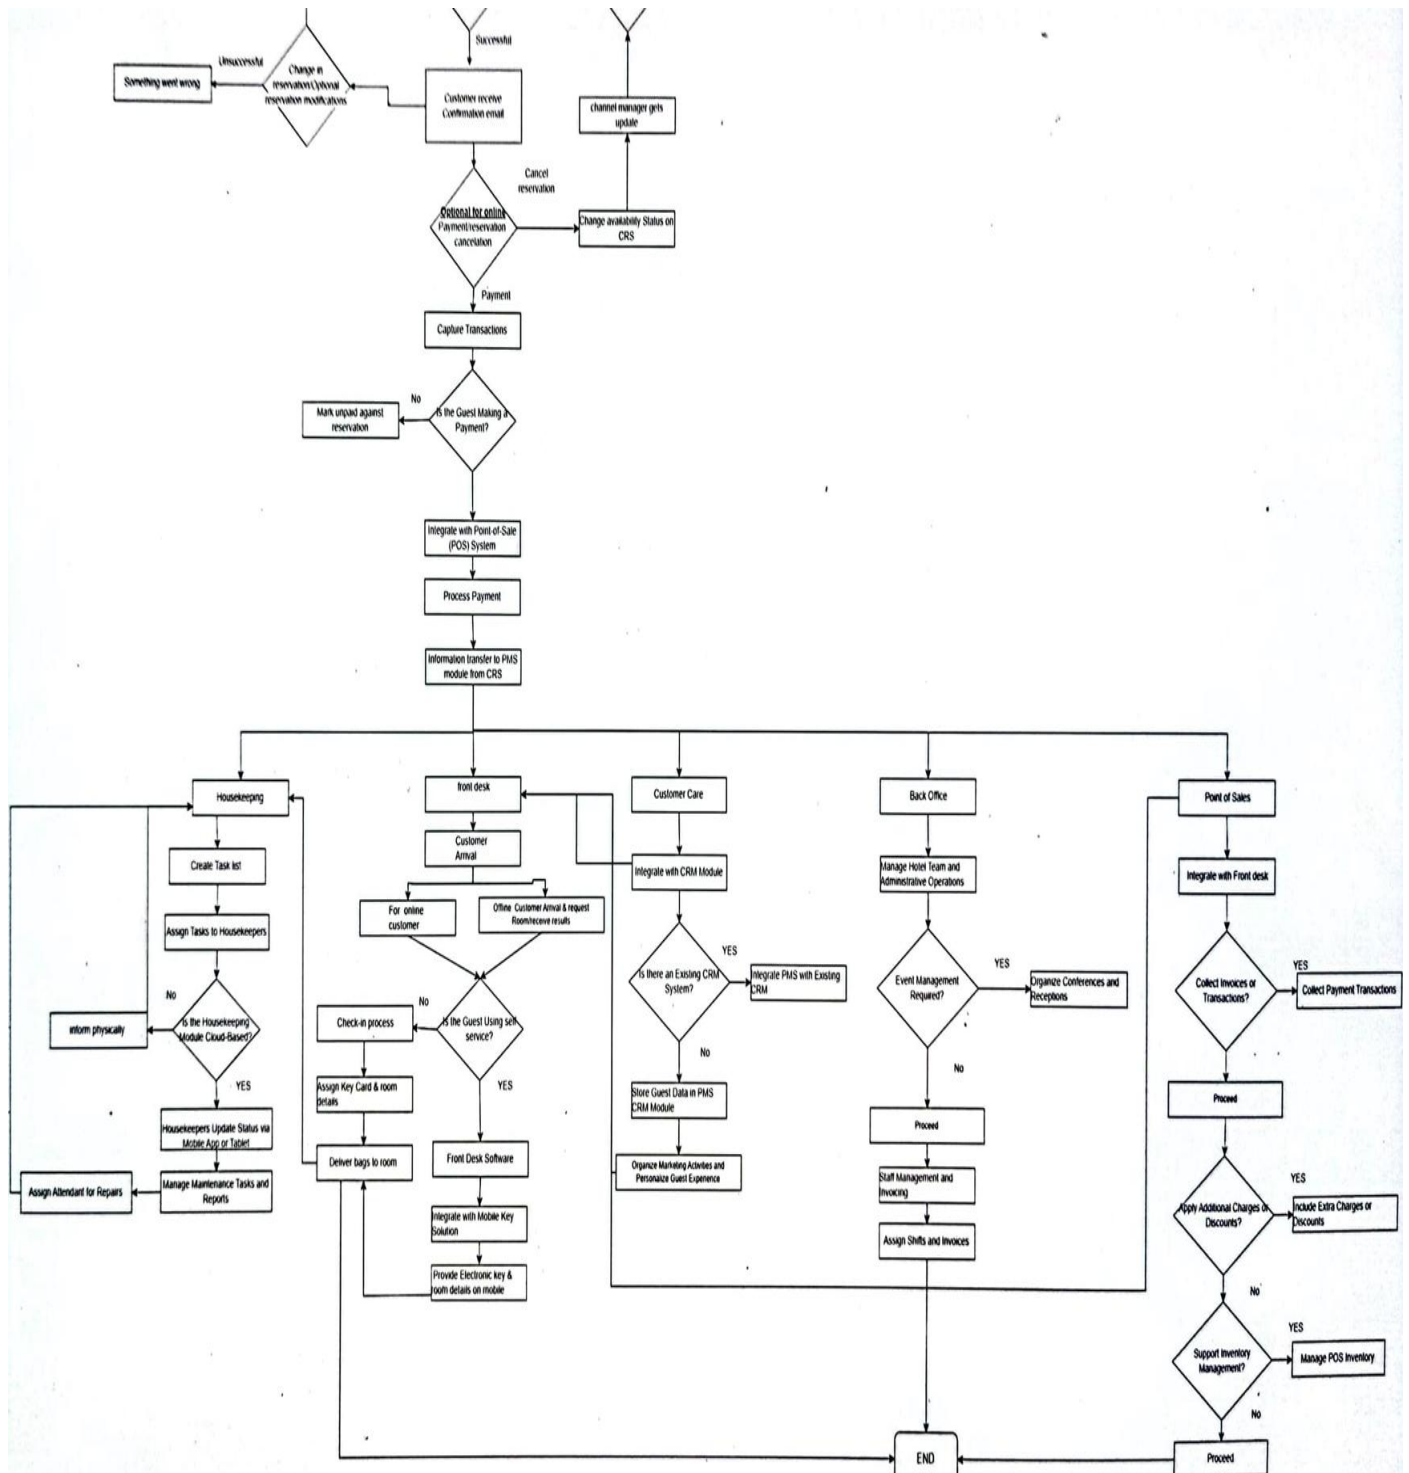 Successful
Unsuccessful
Something went wrong
Change in
reservation/Optional
reservation modifications
Customer receive
Confirmation email
channel manager gets
update
Cancel
reservation
Optional for online
Payment/reservation
cancelation
Change availability Status on
CRS
Payment
Capture Transactions
No
Mark unpaid against
reservation
Is the Guest Making a
Payment?
Integrate with Point-of-Sale
(POS) System
Process Payment
Information transfer to PMS
module from CRS
Housekeeping
front desk
Customer Care
Back Office
Point of Sales
Create Task list
Customer
Arrival
Integrate with CRM Module
Manage Hotel Team and
Administrative Operations
Integrate with Front desk
Assign Tasks to Housekeepers
For online
customer
Offline Customer Arrival & request
Room/receive results
No
Is the Housekeeping
Module Cloud-Based?
inform physically
YES
Check-in process
No
Is the Guest Using self
service?
YES
Is there an Existing CRM
System?
YES
Integrate PMS with Existing
CRM
No
Event Management
Required?
YES
Organize Conferences and
Receptions
No
Collect Invoices or
Transactions?
YES
Collect Payment Transactions
Assign Key Card & room
details
Store Guest Data in PMS
CRM Module
Proceed
Proceed
Housekeepers Update Status via
Mobile App or Tablet
Deliver bags to room
Front Desk Software
Organize Marketing Activities and
Personalize Guest Experience
Staff Management and
Invoicing
Assign Attendant for Repairs
Manage Maintenance Tasks and
Reports
Integrate with Mobile Key
Solution
Assign Shifts and Invoices
Apply Additional Charges or
Discounts?
YES
Include Extra Charges or
Discounts
Provide Electronic key &
room details on mobile
No
Support Inventory
Management?
YES
Manage POS Inventory
No
END
Proceed